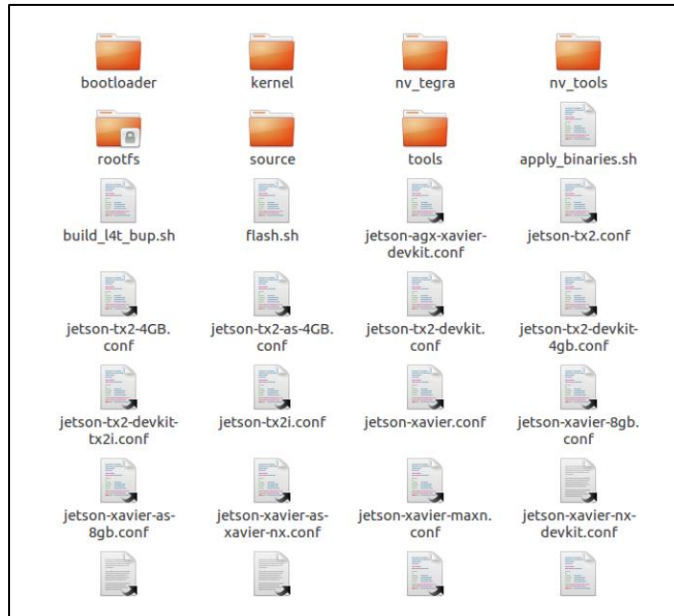 bootloader
kernel
nv_tegra
nv_tools
rootfs
source
tools
apply_binaries.sh
build_l4t_bup.sh
flash.sh
jetson-agx-xavier-
devkit.conf
jetson-tx2.conf
jetson-tx2-4GB.
conf
jetson-tx2-as-4GB.
conf
jetson-tx2-devkit.
conf
jetson-tx2-devkit-
4gb.conf
jetson-tx2-devkit-
tx2i.conf
jetson-tx2i.conf
jetson-xavier.conf
jetson-xavier-8gb.
conf
jetson-xavier-as-
8gb.conf
jetson-xavier-as-
xavier-nx.conf
jetson-xavier-maxn.
conf
jetson-xavier-nx-
devkit.conf